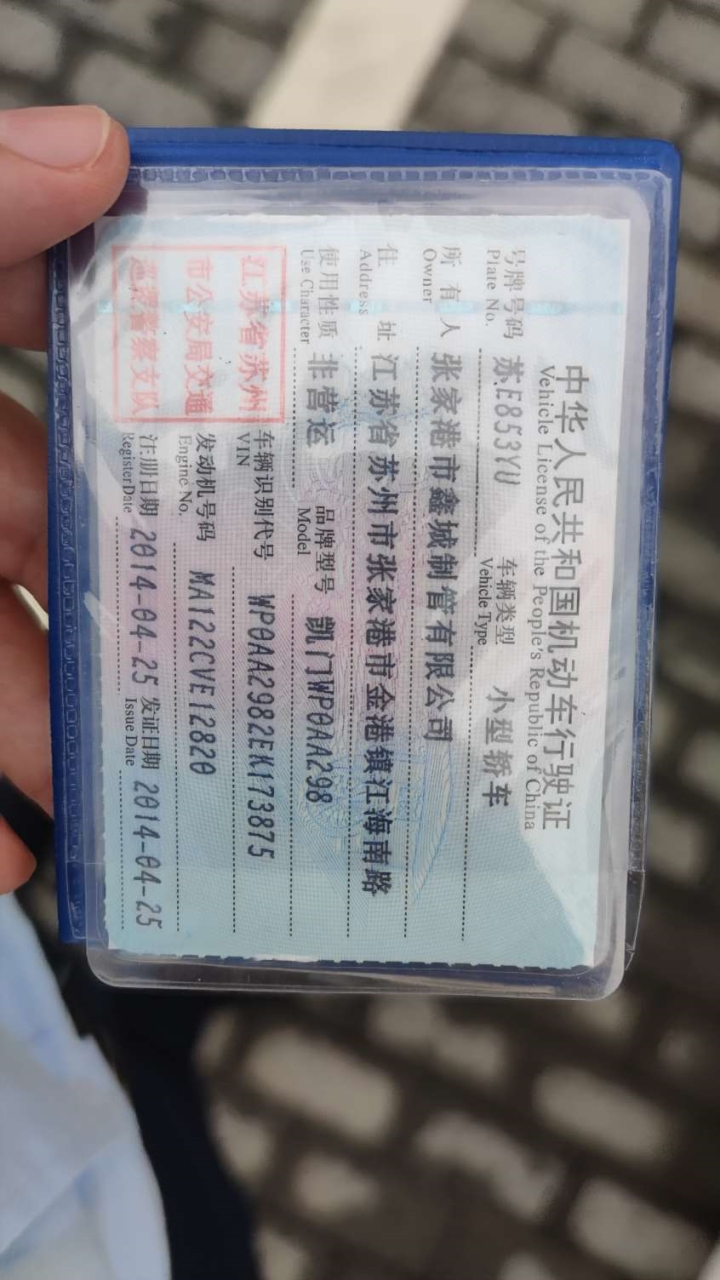 中华人民共和国机动车行驶证
Vehicle License of the People's Republic of China
号牌号码 苏E853YU 车辆类型 小型轿车
Plate No. Vehicle Type
所有人 张家港市鑫城制管有限公司
Owner
住址 江苏省苏州市张家港市金港镇江海南路
Address
使用性质 非营运 品牌型号 凯门WP0AA298
Use Character Model
江苏省苏州
市公安局交通
巡逻警察支队
车辆识别代号 WP0AA2982EK173875
VIN
发动机号码 MA122CVE12820
Engine No.
注册日期 2014-04-25 发证日期 2014-04-25
Register Date Issue Date